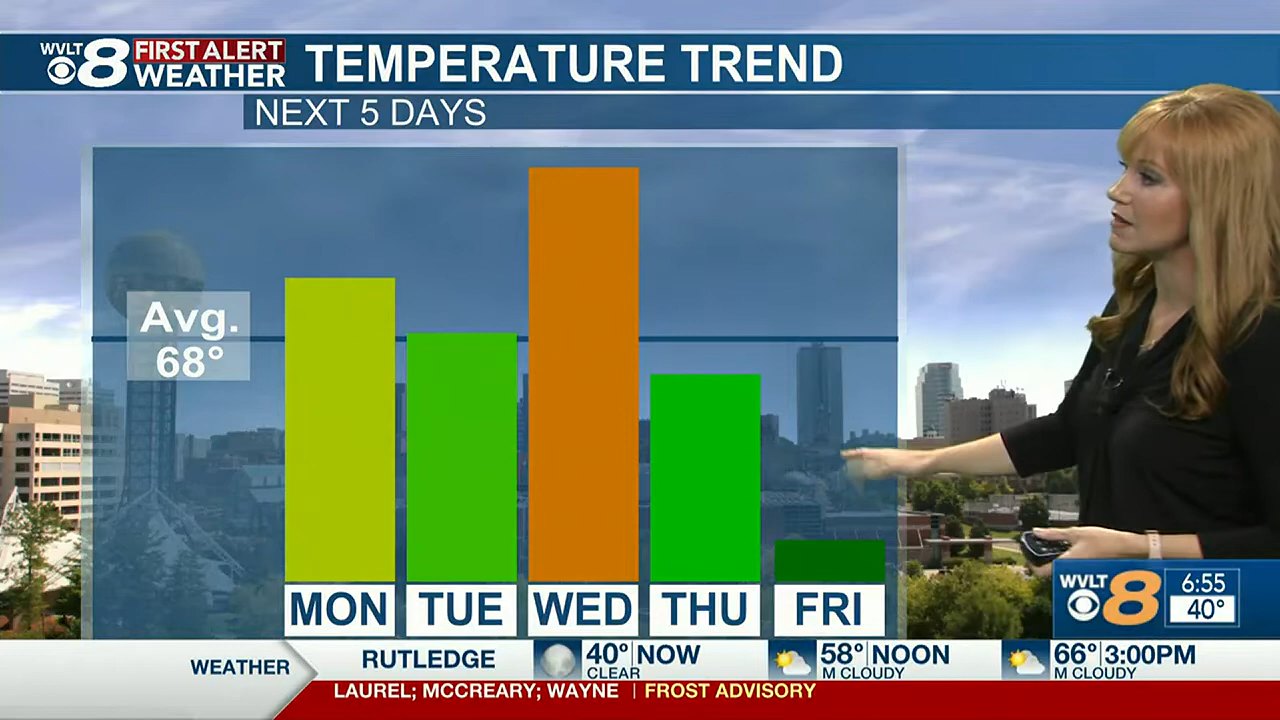 WVLT 8 FIRST ALERT WEATHER
TEMPERATURE TREND
NEXT 5 DAYS
Avg.
68°
MON TUE WED THU FRI
WVLT 8
6:55
40°
WEATHER
RUTLEDGE
40° NOW
CLEAR
58° NOON
M CLOUDY
66° 3:00PM
M CLOUDY
LAUREL; MCCREARY; WAYNE | FROST ADVISORY